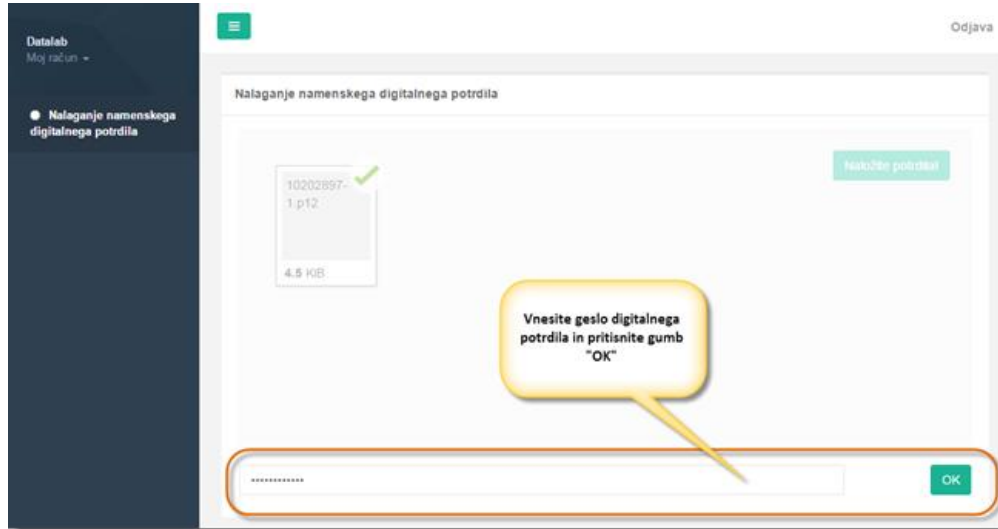 Datalab
Moj račun
Odjava
Nalaganje namenskega
digitalnega potrdila
Nalaganje namenskega digitalnega potrdila
Naložite potrdila!
10202897-
1.p12
4.5 KiB
Vnesite geslo digitalnega
potrdila in pritisnite gumb
"OK"
••••••••••••
OK